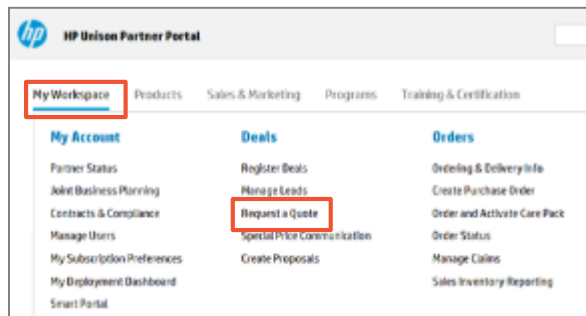 hp HP Unison Partner Portal
My Workspace Products Sales & Marketing Programs Training & Certification
My Account
Partner Status
Joint Business Planning
Contracts & Compliance
Manage Users
My Subscription Preferences
My Deployment Dashboard
Smart Portal
Deals
Register Deals
Manage Leads
Request a Quote
Special Price Communication
Create Proposals
Orders
Ordering & Delivery Info
Create Purchase Order
Order and Activate Care Pack
Order Status
Manage Claims
Sales Inventory Reporting